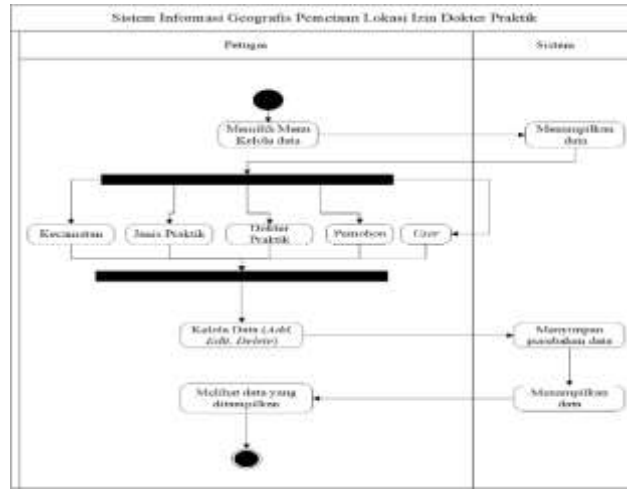 Sistem Informasi Geografis Pemetaan Lokasi Izin Dokter Praktik
Petugas
Sistem
Memilih Menu
Kelola data
Menampilkan
data
Kecamatan
Jenis Praktik
Dokter
Praktik
Pemohon
User
Kelola Data (Add,
Edit, Delete)
Menyimpan
perubahan data
Melihat data yang
ditampilkan
Menampilkan
data